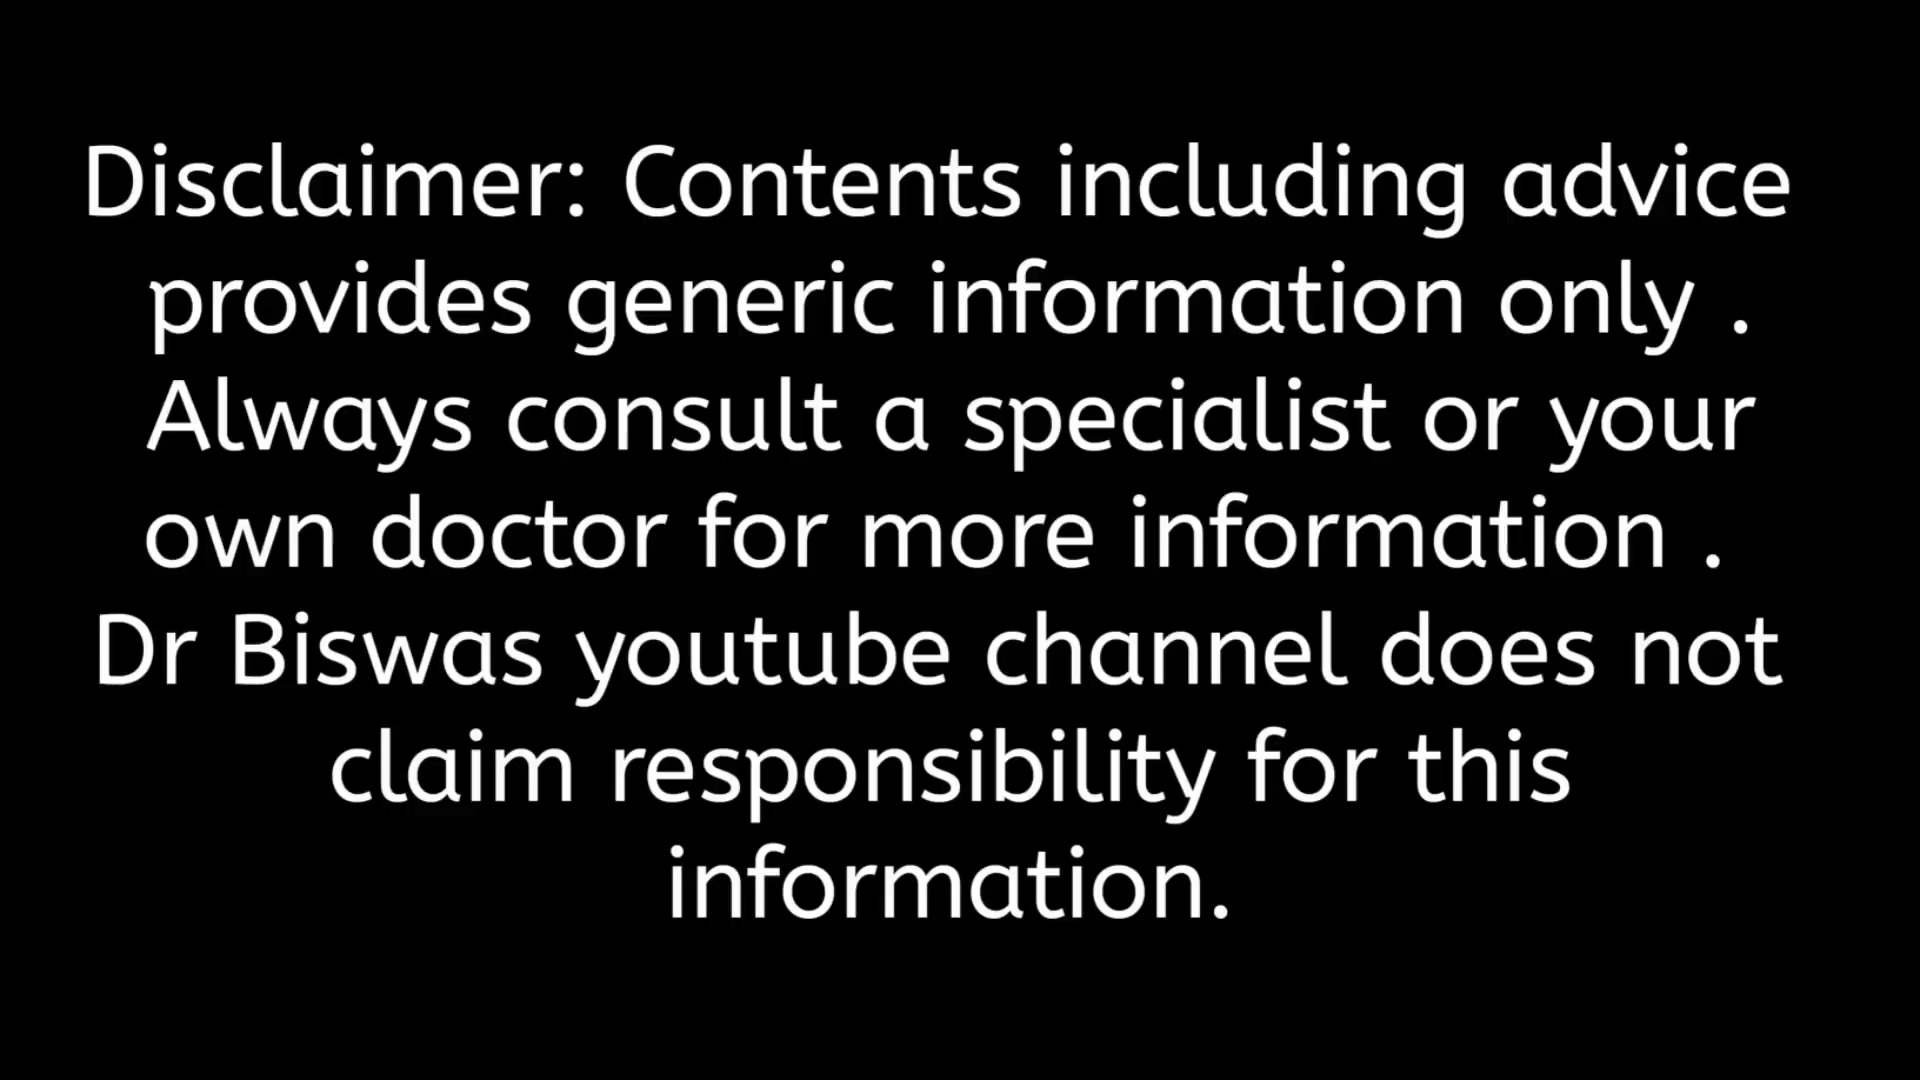 Disclaimer: Contents including advice
provides generic information only .
Always consult a specialist or your
own doctor for more information .
Dr Biswas youtube channel does not
claim responsibility for this
information.